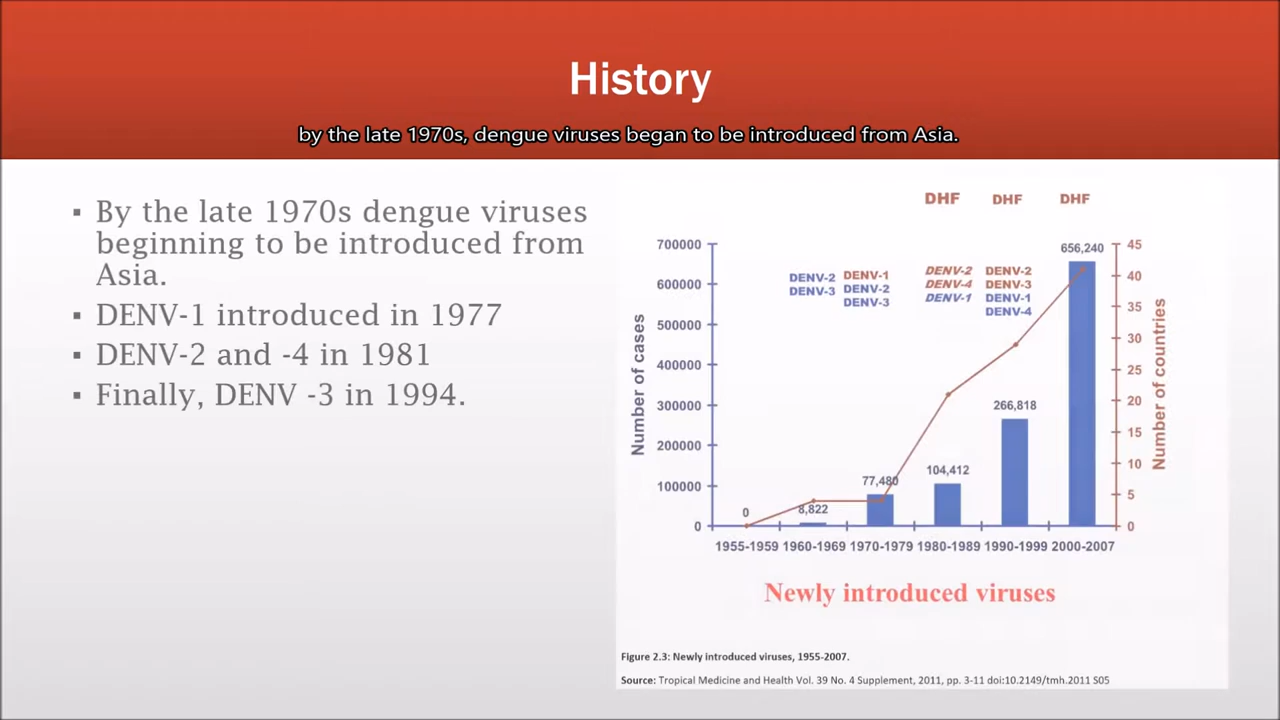 History
by the late 1970s, dengue viruses began to be introduced from Asia.
▪ By the late 1970s dengue viruses
beginning to be introduced from
Asia.
▪ DENV-1 introduced in 1977
▪ DENV-2 and -4 in 1981
▪ Finally, DENV -3 in 1994.
DHF DHF DHF
Number of cases
700000
600000
500000
400000
300000
200000
100000
0
DENV-2
DENV-3
DENV-1
DENV-2
DENV-3
DENV-2
DENV-4
DENV-1
DENV-2
DENV-3
DENV-1
DENV-4
0
8,822
77,480
104,412
266,818
656,240
45
40
35
30
25
20
15
10
5
0
Number of countries
1955-1959 1960-1969 1970-1979 1980-1989 1990-1999 2000-2007
Newly introduced viruses
Figure 2.3: Newly introduced viruses, 1955-2007.
Source: Tropical Medicine and Health Vol. 39 No. 4 Supplement, 2011, pp. 3-11 doi:10.2149/tmh.2011 S05